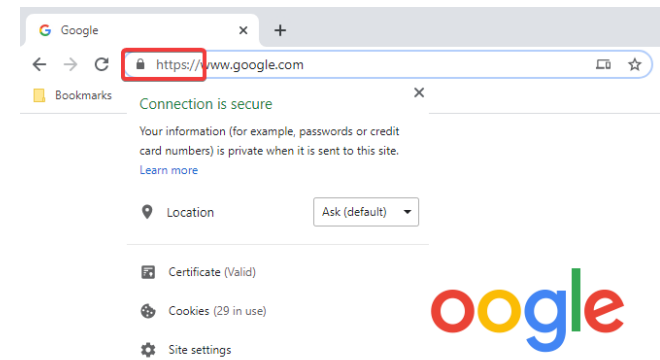 Google
https://www.google.com
Bookmarks
Connection is secure
Your information (for example, passwords or credit
card numbers) is private when it is sent to this site.
Learn more
Location
Ask (default)
Certificate (Valid)
Cookies (29 in use)
Site settings
oogle